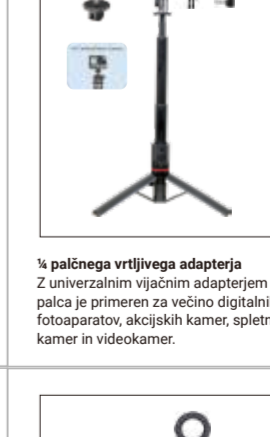 ¼ palčnega vrtljivega adapterja
Z univerzalnim vijačnim adapterjem
palca je primeren za večino digitalni
fotoaparatov, akcijskih kamer, spletn
kamer in videokamer.